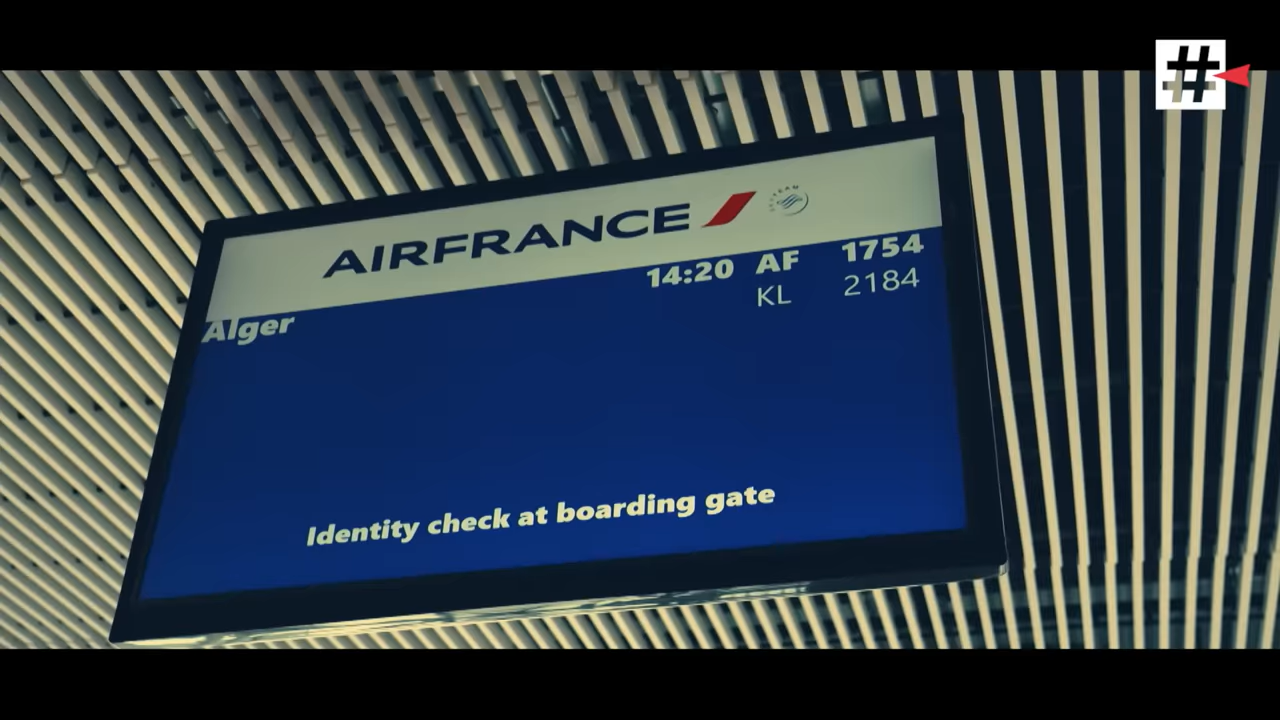 #
AIRFRANCE
14:20 AF 1754
KL 2184
Alger
Identity check at boarding gate